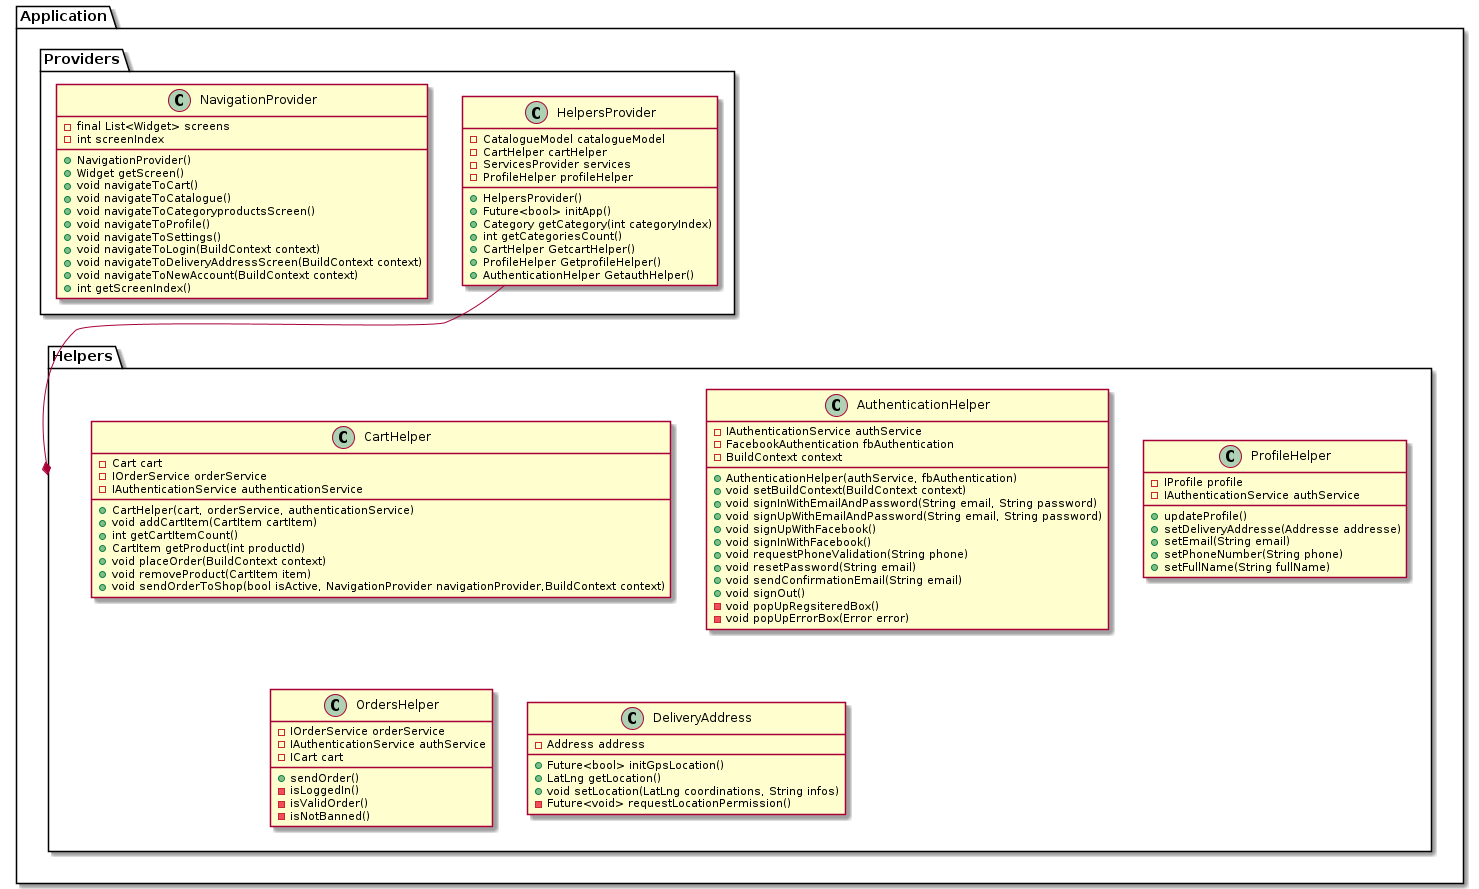 Application
Providers
C NavigationProvider
final List<Widget> screens
int screenIndex
NavigationProvider()
Widget getScreen()
void navigateToCart()
void navigateToCatalogue()
void navigateToCategoryproductsScreen()
void navigateToProfile()
void navigateToSettings()
void navigateToLogin(BuildContext context)
void navigateToDeliveryAddressScreen(BuildContext context)
void navigateToNewAccount(BuildContext context)
int getScreenIndex()
C HelpersProvider
CatalogueModel catalogueModel
CartHelper cartHelper
ServicesProvider services
ProfileHelper profileHelper
HelpersProvider()
Future<bool> initApp()
Category getCategory(int categoryIndex)
int getCategoriesCount()
CartHelper GetcartHelper()
ProfileHelper GetprofileHelper()
AuthenticationHelper GetauthHelper()
Helpers
C CartHelper
Cart cart
IOrderService orderService
IAuthenticationService authenticationService
CartHelper(cart, orderService, authenticationService)
void addCartItem(CartItem cartItem)
int getCartItemCount()
CartItem getProduct(int productId)
void placeOrder(BuildContext context)
void removeProduct(CartItem item)
void sendOrderToShop(bool isActive, NavigationProvider navigationProvider,BuildContext context)
C AuthenticationHelper
IAuthenticationService authService
FacebookAuthentication fbAuthentication
BuildContext context
AuthenticationHelper(authService, fbAuthentication)
void setBuildContext(BuildContext context)
void signInWithEmailAndPassword(String email, String password)
void signUpWithEmailAndPassword(String email, String password)
void signUpWithFacebook()
void signInWithFacebook()
void requestPhoneValidation(String phone)
void resetPassword(String email)
void sendConfirmationEmail(String email)
void signOut()
void popUpRegsiteredBox()
void popUpErrorBox(Error error)
C ProfileHelper
IProfile profile
IAuthenticationService authService
updateProfile()
setDeliveryAddresse(Addresse addresse)
setEmail(String email)
setPhoneNumber(String phone)
setFullName(String fullName)
C OrdersHelper
IOrderService orderService
IAuthenticationService authService
ICart cart
sendOrder()
isLoggedIn()
isValidOrder()
isNotBanned()
C DeliveryAddress
Address address
Future<bool> initGpsLocation()
LatLng getLocation()
void setLocation(LatLng coordinations, String infos)
Future<void> requestLocationPermission()